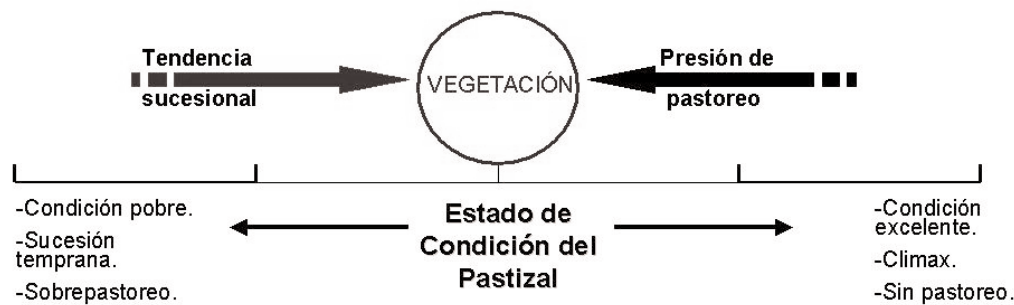 Tendencia
sucesional
VEGETACIÓN
Presión de
pastoreo
-Condición pobre.
-Sucesión
temprana.
-Sobrepastoreo.
Estado de
Condición del
Pastizal
-Condición
excelente.
-Climax.
-Sin pastoreo.